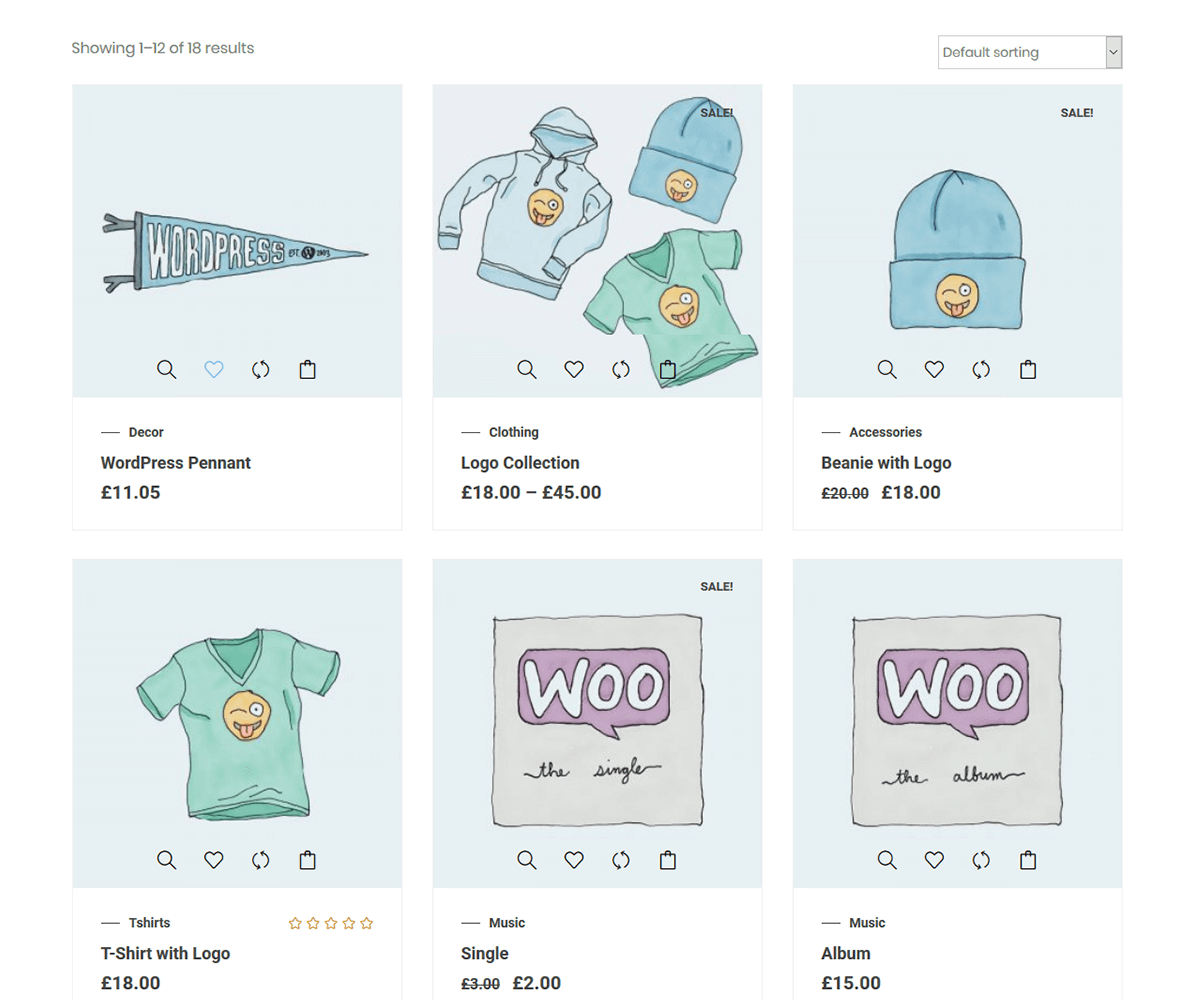 Showing 1–12 of 18 results
Default sorting
WORDPRESS EST. W 2003
SALE!
SALE!
Decor
WordPress Pennant
£11.05
Clothing
Logo Collection
£18.00 – £45.00
Accessories
Beanie with Logo
£20.00 £18.00
SALE!
WOO
the single
WOO
the album
Tshirts
T-Shirt with Logo
£18.00
Music
Single
£3.00 £2.00
Music
Album
£15.00